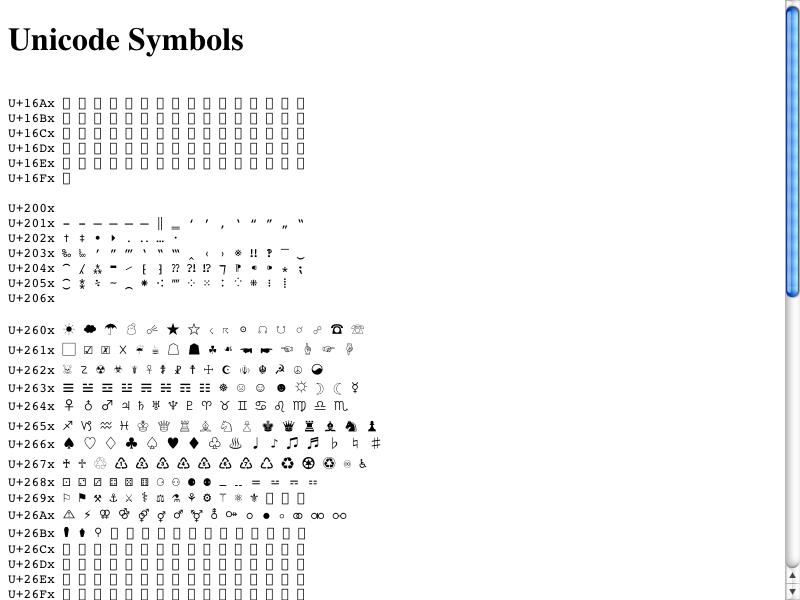 Unicode Symbols
U+16Ax
U+16Bx
U+16Cx
U+16Dx
U+16Ex
U+16Fx
U+200x
U+201x ‐ ‑ ‒ – — ― ‖ ‗ ‘ ’ ‚ ‛ “ ” „ ‟
U+202x † ‡ • ‣ ․ ‥ … ‧
U+203x ‰ ‱ ′ ″ ‴ ‵ ‶ ‷ ‸ ‹ › ※ ‼ ‽ ‾ ‿
U+204x ⁀ ⁁ ⁂ ⁃ ⁄ ⁅ ⁆ ⁇ ⁈ ⁉ ⁊ ⁋ ⁌ ⁍ ⁎ ⁏
U+205x ⁐ ⁑ ⁒ ⁓ ⁔ ⁕ ⁖ ⁗ ⁘ ⁙ ⁚ ⁛ ⁜ ⁝ ⁞
U+206x
U+260x ☀ ☁ ☂ ☃ ☄ ★ ☆ ☇ ☈ ☉ ☊ ☋ ☌ ☍ ☎ ☏
U+261x ☐ ☑ ☒ ☓ ☔ ☕ ☖ ☗ ☘ ☙ ☚ ☛ ☜ ☝ ☞ ☟
U+262x ☠ ☡ ☢ ☣ ☤ ☥ ☦ ☧ ☨ ☩ ☪ ☫ ☬ ☭ ☮ ☯
U+263x ☰ ☱ ☲ ☳ ☴ ☵ ☶ ☷ ☸ ☹ ☺ ☻ ☼ ☽ ☾ ☿
U+264x ♀ ♁ ♂ ♃ ♄ ♅ ♆ ♇ ♈ ♉ ♊ ♋ ♌ ♍ ♎ ♏
U+265x ♐ ♑ ♒ ♓ ♔ ♕ ♖ ♗ ♘ ♙ ♚ ♛ ♜ ♝ ♞ ♟
U+266x ♠ ♡ ♢ ♣ ♤ ♥ ♦ ♧ ♨ ♩ ♪ ♫ ♬ ♭ ♮ ♯
U+267x ♰ ♱ ♲ ♳ ♴ ♵ ♶ ♷ ♸ ♹ ♺ ♻ ♼ ♽ ♾ ♿
U+268x ⚀ ⚁ ⚂ ⚃ ⚄ ⚅ ⚆ ⚇ ⚈ ⚉ ⚊ ⚋ ⚌ ⚍ ⚎ ⚏
U+269x ⚐ ⚑ ⚒ ⚓ ⚔ ⚕ ⚖ ⚗ ⚘ ⚙ ⚚ ⚛ ⚜
U+26Ax ⚠ ⚡ ⚢ ⚣ ⚤ ⚥ ⚦ ⚧ ⚨ ⚩ ⚪ ⚫ ⚬ ⚭ ⚮ ⚯
U+26Bx ⚰ ⚱ ⚲
U+26Cx
U+26Dx
U+26Ex
U+26Fx